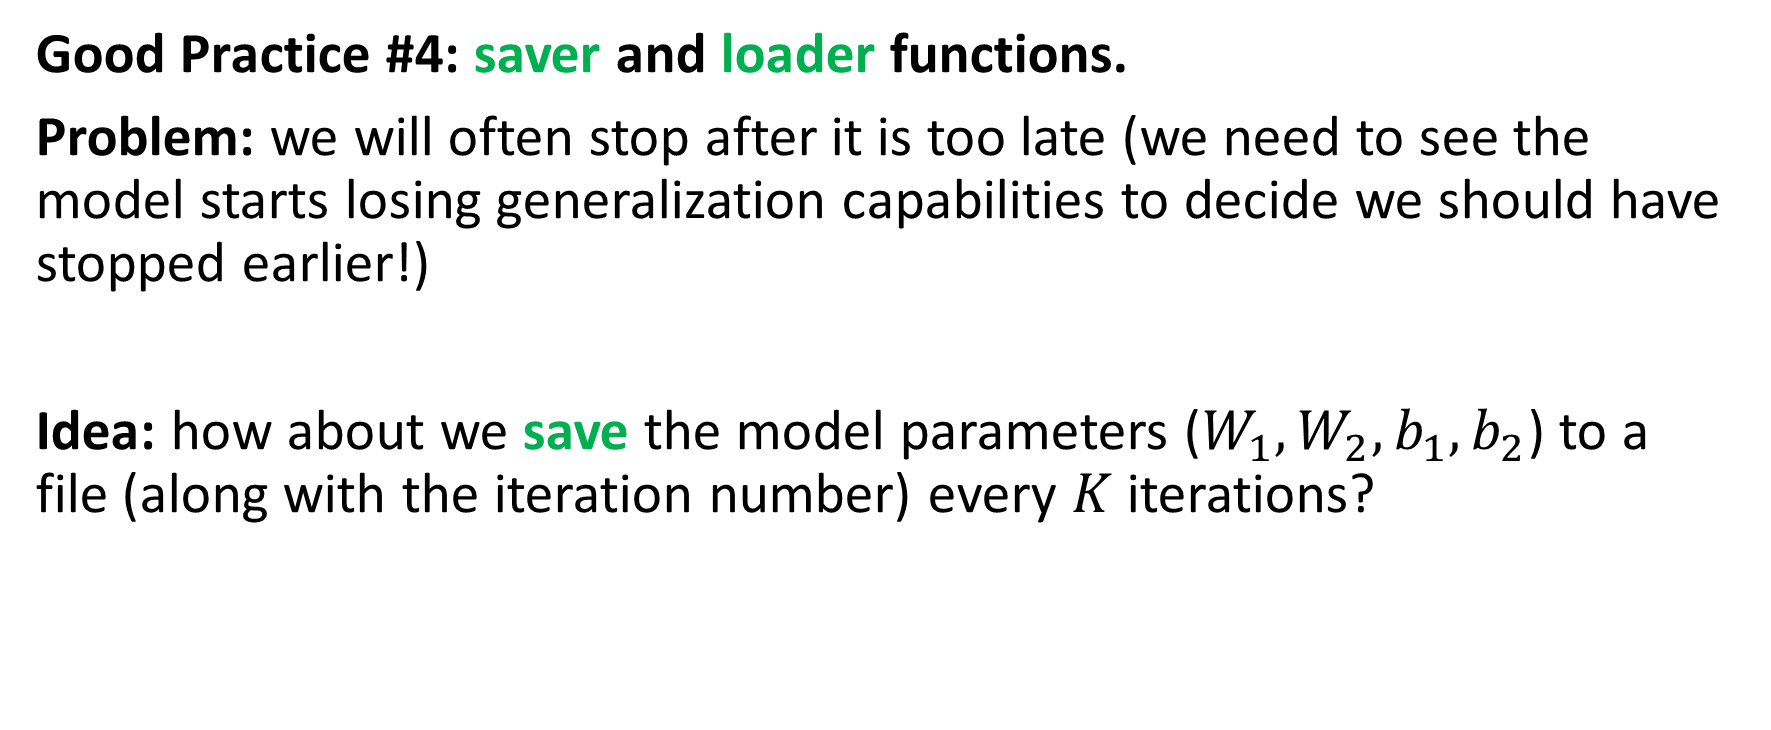 Good Practice #4: saver and loader functions.
Problem: we will often stop after it is too late (we need to see the
model starts losing generalization capabilities to decide we should have
stopped earlier!)
Idea: how about we save the model parameters (𝑊₁, 𝑊₂, 𝑏₁, 𝑏₂) to a
file (along with the iteration number) every 𝐾 iterations?